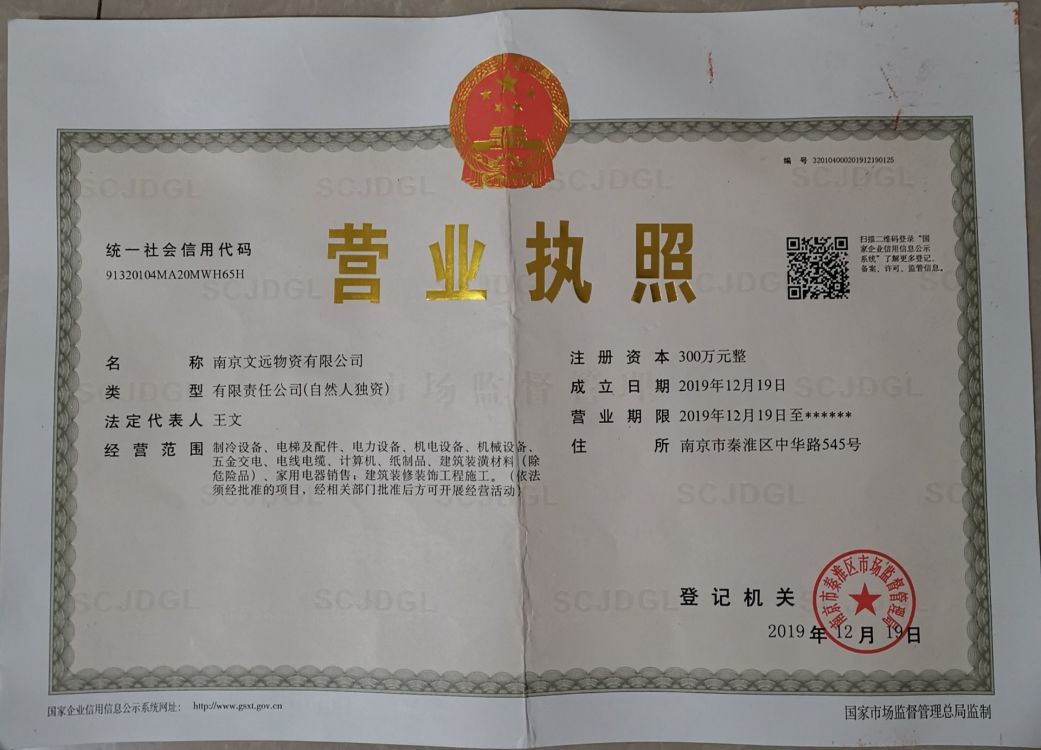 编 号 320104000201912190125
营业执照
统一社会信用代码
91320104MA20MWH65H
扫描二维码登录“国
家企业信用信息公示
系统”了解更多登记、
备案、许可、监管信息。
名 称 南京文远物资有限公司
类 型 有限责任公司(自然人独资)
法定代表人 王文
经营范围 制冷设备、电梯及配件、电力设备、机电设备、机械设备、
五金交电、电线电缆、计算机、纸制品、建筑装潢材料（除
危险品）、家用电器销售；建筑装修装饰工程施工。（依法
须经批准的项目，经相关部门批准后方可开展经营活动）
注册资本 300万元整
成立日期 2019年12月19日
营业期限 2019年12月19日至******
住 所 南京市秦淮区中华路545号
市场监督管理
SCJDGL
登记机关
南京市秦淮区市场监督管理局
2019年12月19日
国家企业信用信息公示系统网址： http://www.gsxt.gov.cn
国家市场监督管理总局监制